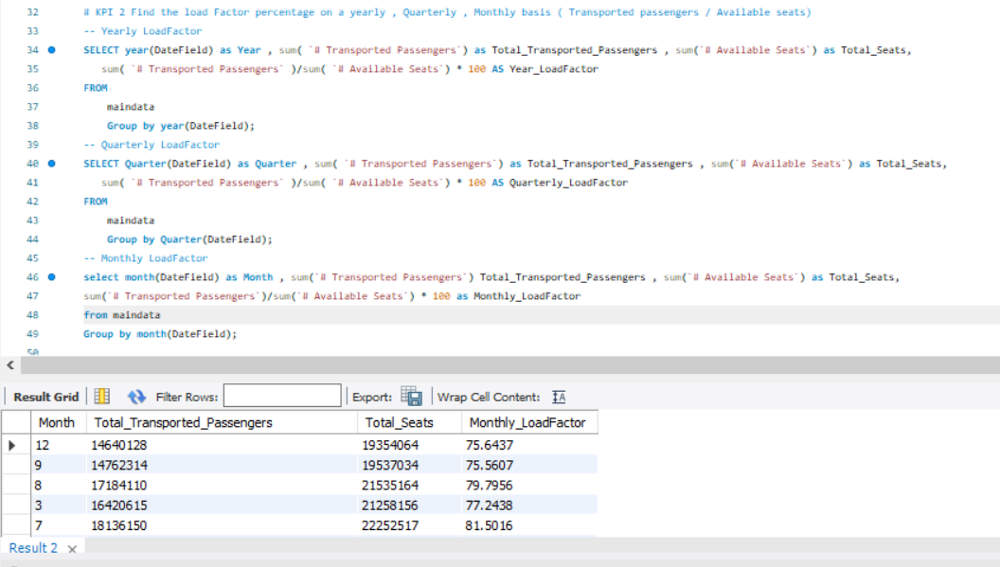 32 # KPI 2 Find the load Factor percentage on a yearly , Quarterly , Monthly basis ( Transported passengers / Available seats)
33 -- Yearly LoadFactor
34 SELECT year(DateField) as Year , sum( `# Transported Passengers`) as Total_Transported_Passengers , sum(`# Available Seats`) as Total_Seats,
35 sum( `# Transported Passengers` )/sum( `# Available Seats`) * 100 AS Year_LoadFactor
36 FROM
37 maindata
38 Group by year(DateField);
39 -- Quarterly LoadFactor
40 SELECT Quarter(DateField) as Quarter , sum( `# Transported Passengers`) as Total_Transported_Passengers , sum(`# Available Seats`) as Total_Seats,
41 sum( `# Transported Passengers` )/sum( `# Available Seats`) * 100 AS Quarterly_LoadFactor
42 FROM
43 maindata
44 Group by Quarter(DateField);
45 -- Monthly LoadFactor
46 select month(DateField) as Month , sum(`# Transported Passengers`) Total_Transported_Passengers , sum(`# Available Seats`) as Total_Seats,
47 sum(`# Transported Passengers`)/sum(`# Available Seats`) * 100 as Monthly_LoadFactor
48 from maindata
49 Group by month(DateField);
50
Result Grid Filter Rows: Export: Wrap Cell Content: IA
Month Total_Transported_Passengers Total_Seats Monthly_LoadFactor
12 14640128 19354064 75.6437
9 14762314 19537034 75.5607
8 17184110 21535164 79.7956
3 16420615 21258156 77.2438
7 18136150 22252517 81.5016
Result 2 ×